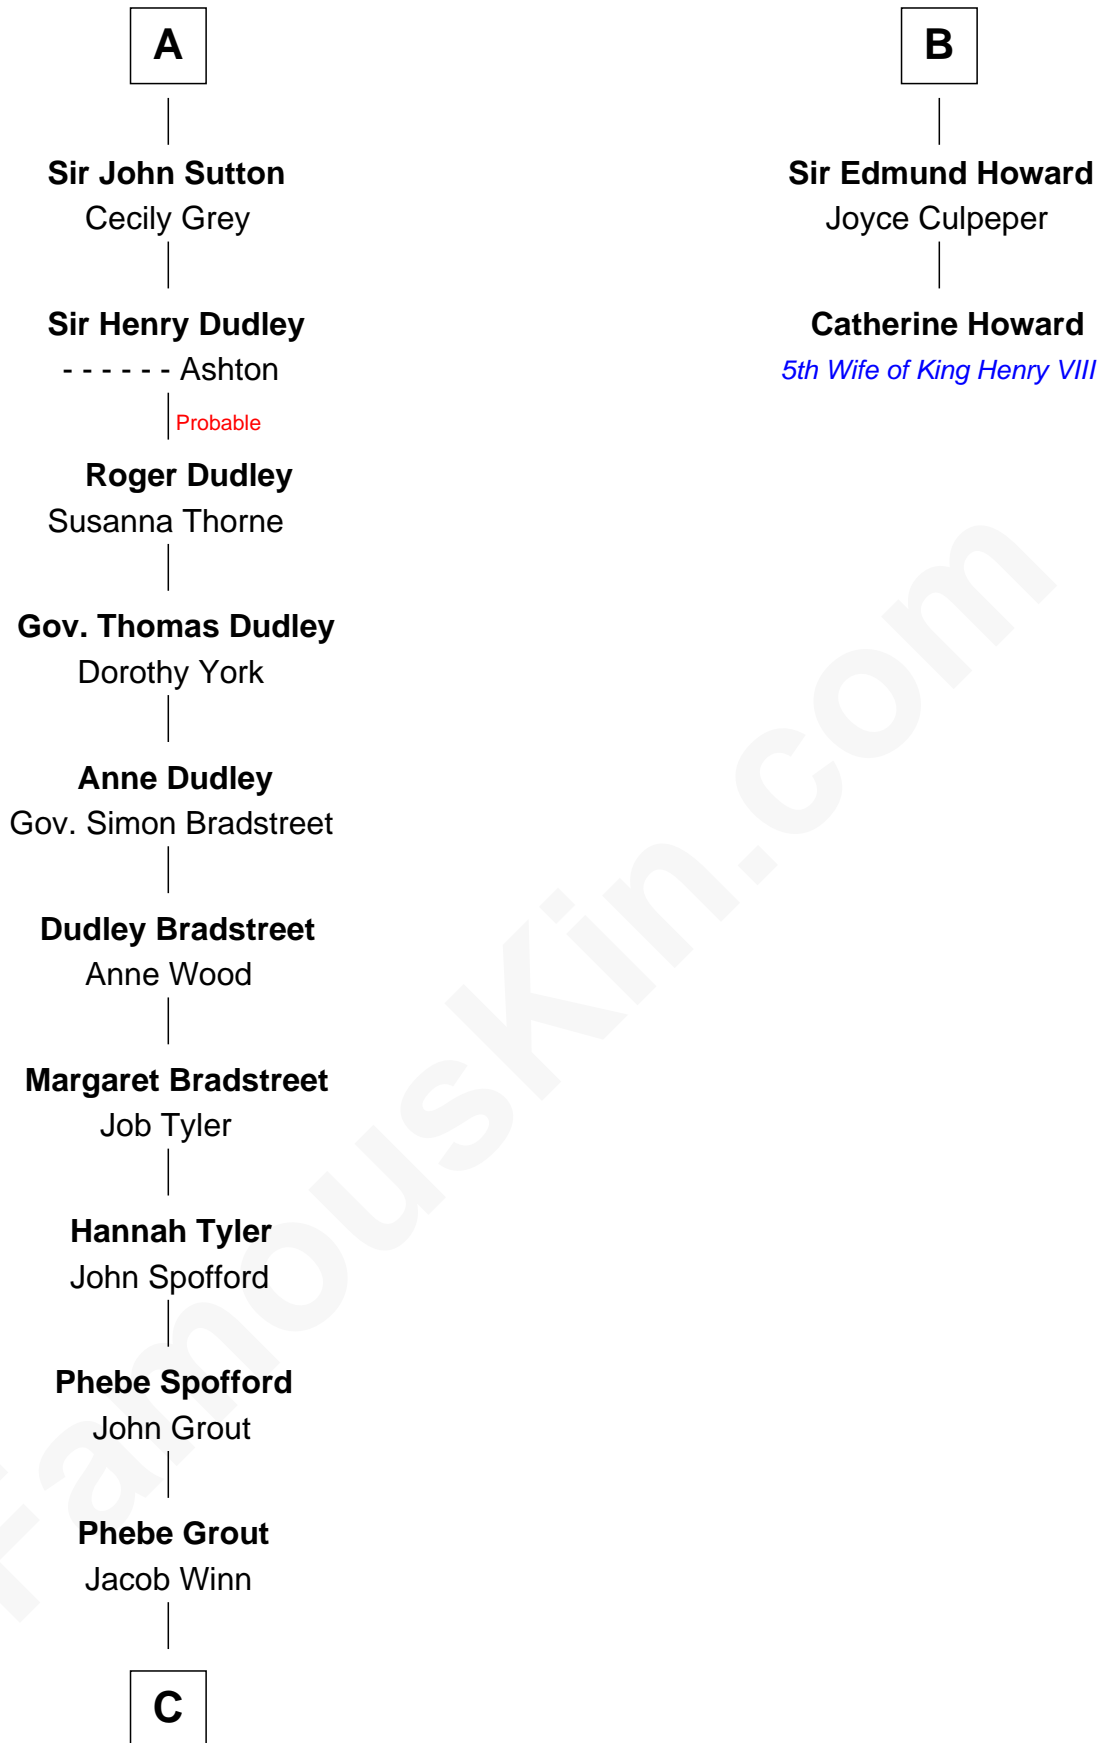 A
B
Sir John Sutton
Cecily Grey
Sir Edmund Howard
Joyce Culpeper
Sir Henry Dudley
- - - - - - Ashton
Catherine Howard
5th Wife of King Henry VIII
Probable
Roger Dudley
Susanna Thorne
Gov. Thomas Dudley
Dorothy York
Anne Dudley
Gov. Simon Bradstreet
Dudley Bradstreet
Anne Wood
Margaret Bradstreet
Job Tyler
Hannah Tyler
John Spofford
Phebe Spofford
John Grout
Phebe Grout
Jacob Winn
C
FamousKin.com